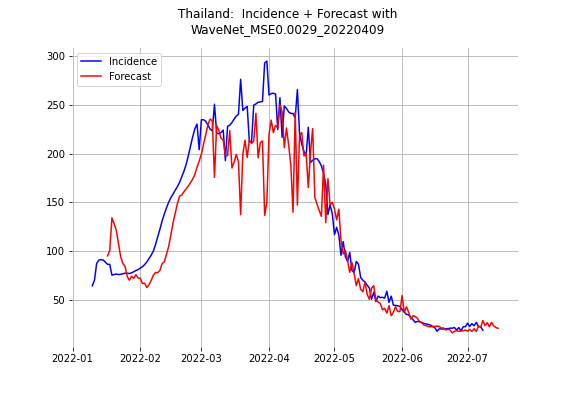 Thailand:  Incidence + Forecast with
WaveNet_MSE0.0029_20220409
Incidence
Forecast
300
250
200
150
100
50
2022-01 2022-02 2022-03 2022-04 2022-05 2022-06 2022-07